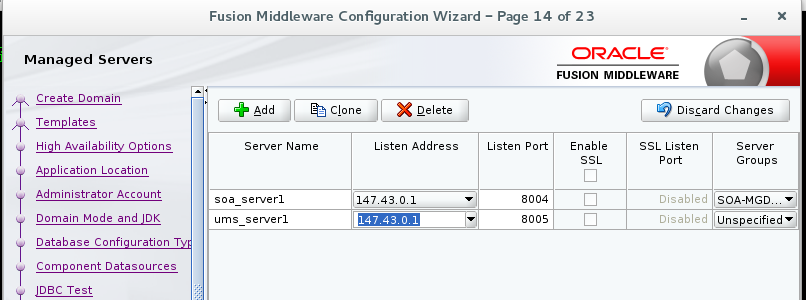 Fusion Middleware Configuration Wizard – Page 14 of 23
Managed Servers
ORACLE
FUSION MIDDLEWARE
Create Domain
Templates
High Availability Options
Application Location
Administrator Account
Domain Mode and JDK
Database Configuration Typ
Component Datasources
JDBC Test
Add Clone Delete Discard Changes
Server Name Listen Address Listen Port Enable SSL SSL Listen Port Server Groups
soa_server1 147.43.0.1 8004 Disabled SOA-MGD...
ums_server1 147.43.0.1 8005 Disabled Unspecified